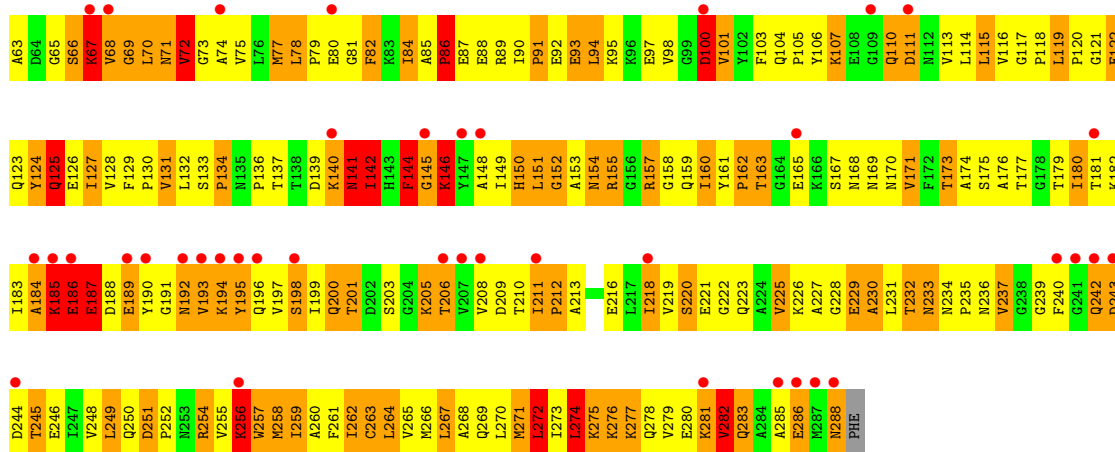 A63 D64 G65 S66 K67 V68 G69 L70 N71 V72 G73 A74 V75 L76 M77 L78 P79 E80 G81 F82 K83 I84 A85 P86 E87 E88 R89 I90 P91 E92 E93 L94 K95 K96 E97 V98 G99 D100 V101 Y102 F103 Q104 P105 Y106 K107 E108 G109 Q110 D111 N112 V113 L114 L115 V116 G117 P118 L119 P120 G121
Q123 Y124 Q125 E126 I127 V128 F129 P130 V131 L132 S133 P134 N135 P136 T137 T138 D139 K140 N141 I142 H143 F144 G145 K146 Y147 A148 I149 H150 L151 G152 A153 N154 R155 G156 R157 G158 Q159 I160 Y161 P162 T163 G164 E165 K166 S167 N168 N169 N170 V171 F172 T173 A174 S175 A176 T177 G178 T179 I180 T181 K182
I183 A184 K185 E186 E187 D188 E189 Y190 G191 N192 V193 K194 Y195 Q196 V197 S198 I199 Q200 T201 D202 S203 G204 K205 T206 V207 V208 D209 T210 I211 P212 A213 E216 L217 I218 V219 S220 E221 G222 Q223 A224 V225 K226 A227 G228 E229 A230 L231 T232 N233 N234 P235 N236 V237 G238 G239 F240 G241 Q242 D243
D244 T245 E246 I247 V248 L249 Q250 D251 P252 N253 R254 V255 K256 W257 M258 I259 A260 F261 I262 C263 L264 V265 M266 L267 A268 Q269 L270 M271 L272 I273 L274 K275 K276 K277 Q278 V279 E280 K281 V282 Q283 A284 A285 E286 M287 N288 PHE